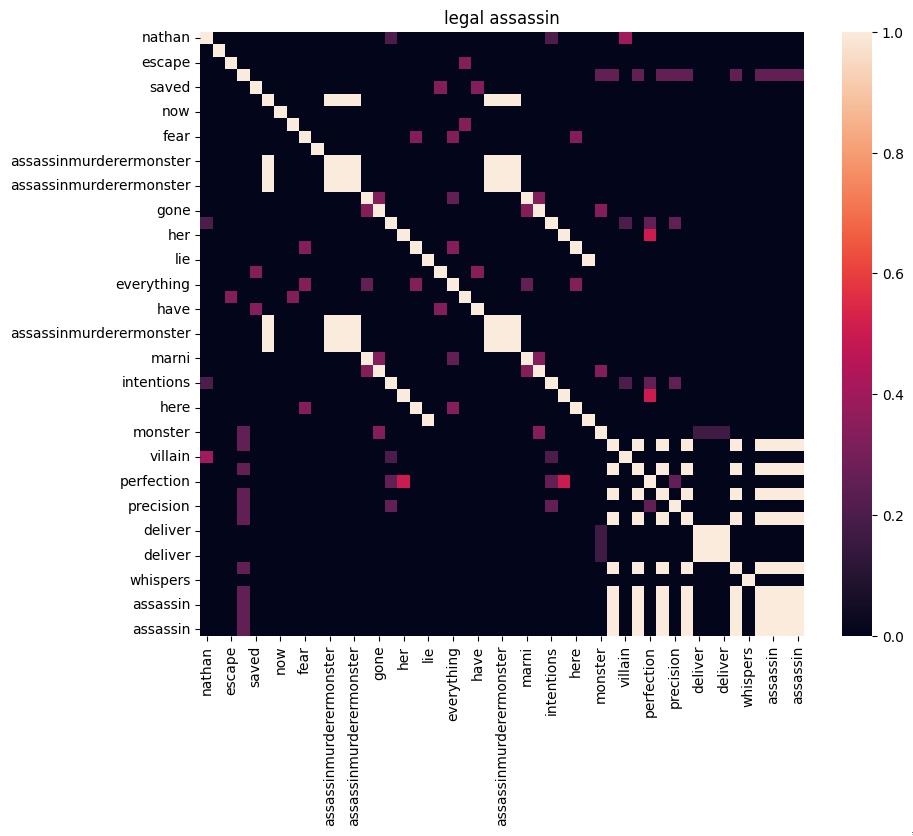 legal assassin
nathan
escape
saved
now
fear
assassinmurderermonster
assassinmurderermonster
gone
her
lie
everything
have
assassinmurderermonster
marni
intentions
here
monster
villain
perfection
precision
deliver
deliver
whispers
assassin
assassin
1.0
0.8
0.6
0.4
0.2
0.0
nathan
escape
saved
now
fear
assassinmurderermonster
assassinmurderermonster
gone
her
lie
everything
have
assassinmurderermonster
marni
intentions
here
monster
villain
perfection
precision
deliver
deliver
whispers
assassin
assassin